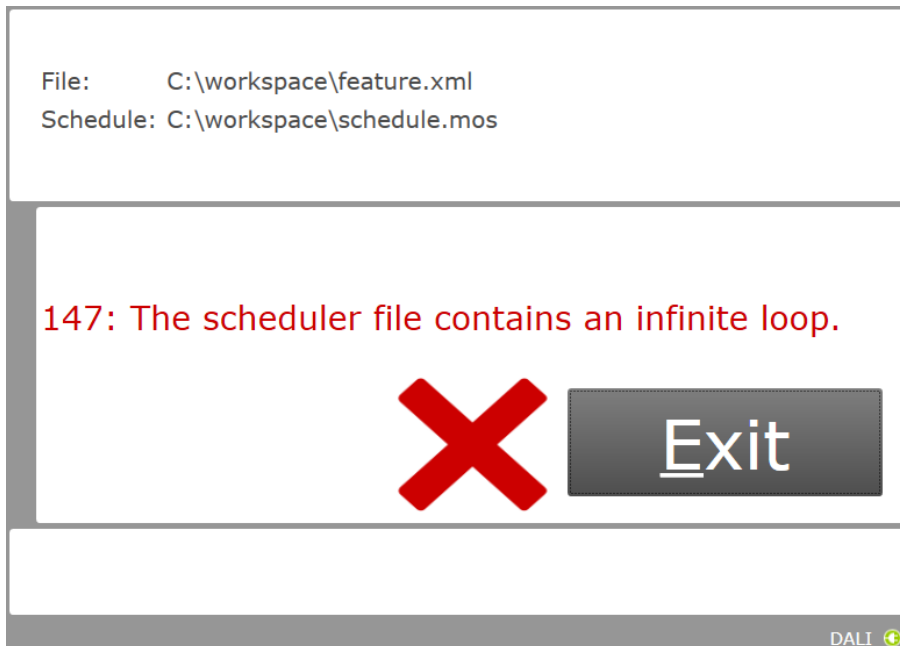 File: C:\workspace\feature.xml
Schedule: C:\workspace\schedule.mos
147: The scheduler file contains an infinite loop.
Exit
DALI